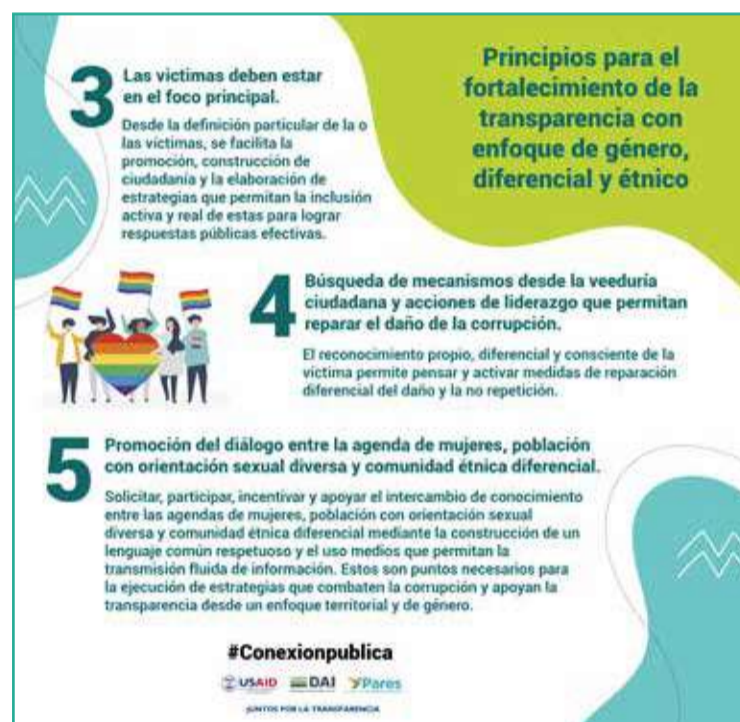 Principios para el
fortalecimiento de la
transparencia con
enfoque de género,
diferencial y étnico
3
Las víctimas deben estar
en el foco principal.
Desde la definición particular de la o
las víctimas, se facilita la
promoción, construcción de
ciudadanía y la elaboración de
estrategias que permitan la inclusión
activa y real de estas para lograr
respuestas públicas efectivas.
4
Búsqueda de mecanismos desde la veeduría
ciudadana y acciones de liderazgo que permitan
reparar el daño de la corrupción.
El reconocimiento propio, diferencial y consciente de la
víctima permite pensar y activar medidas de reparación
diferencial del daño y la no repetición.
5
Promoción del diálogo entre la agenda de mujeres, población
con orientación sexual diversa y comunidad étnica diferencial.
Solicitar, participar, incentivar y apoyar el intercambio de conocimiento
entre las agendas de mujeres, población con orientación sexual
diversa y comunidad étnica diferencial mediante la construcción de un
lenguaje común respetuoso y el uso medios que permitan la
transmisión fluida de información. Estos son puntos necesarios para
la ejecución de estrategias que combaten la corrupción y apoyan la
transparencia desde un enfoque territorial y de género.
#Conexionpublica
USAID DAI Pares
JUNTOS POR LA TRANSPARENCIA